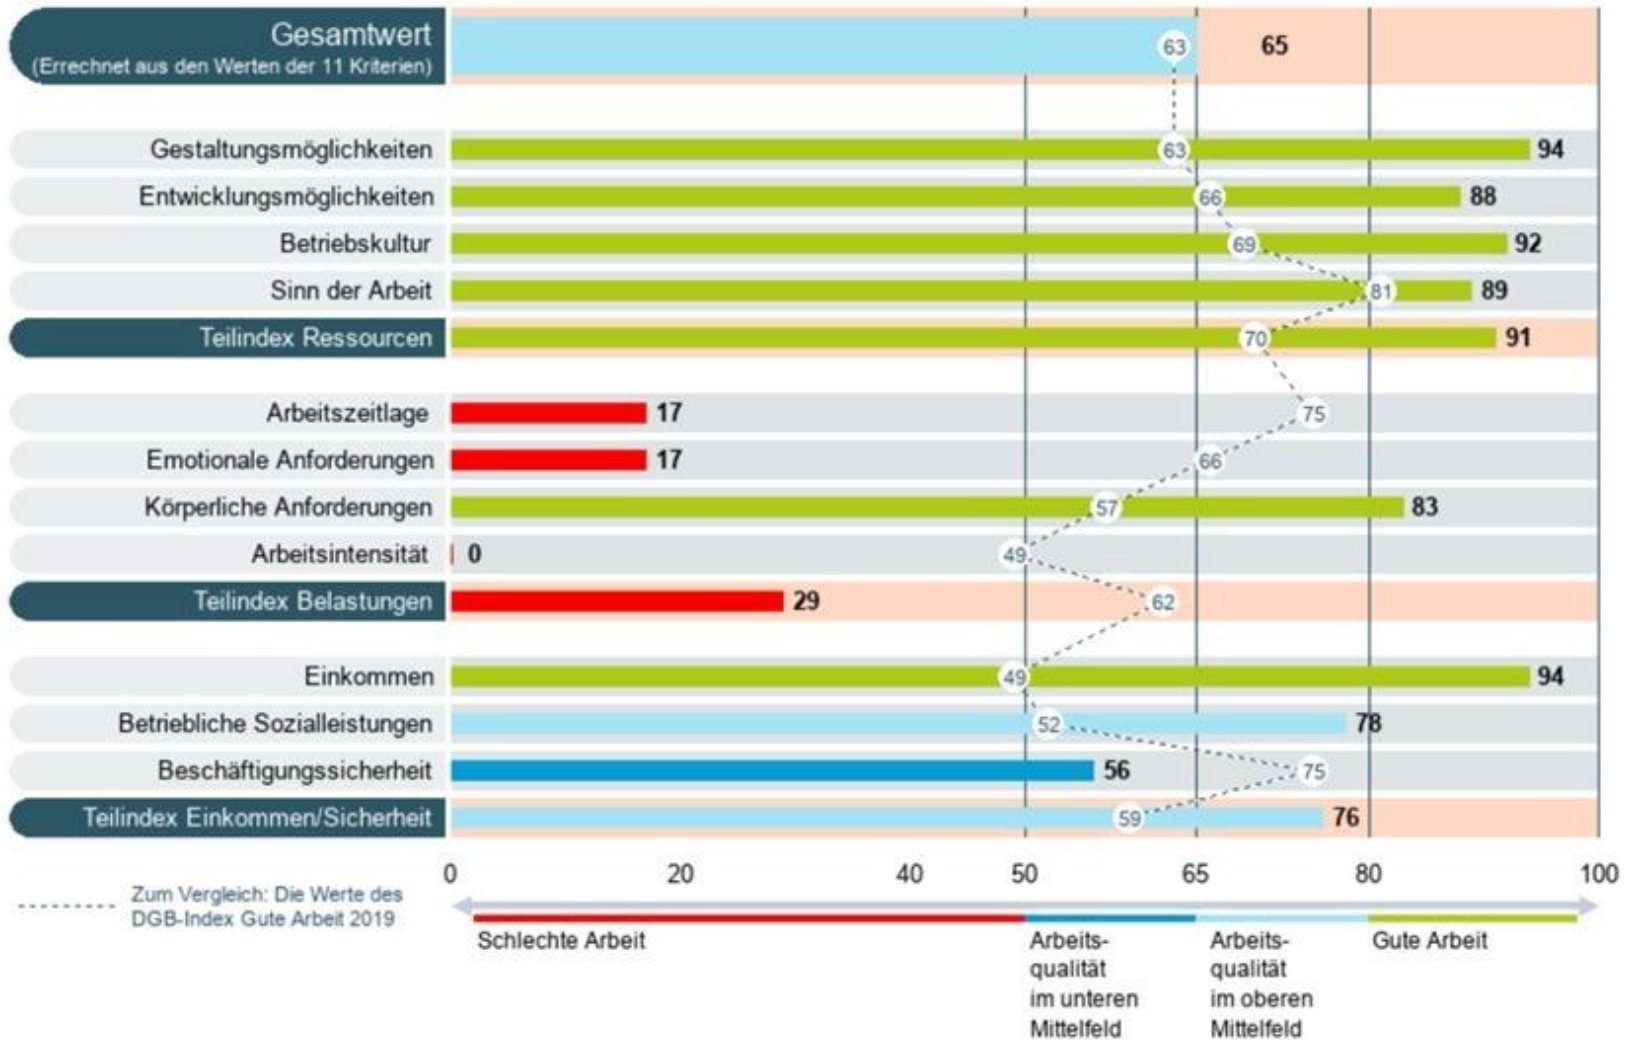 Gesamtwert
(Errechnet aus den Werten der 11 Kriterien)
63
65
Gestaltungsmöglichkeiten
63
94
Entwicklungsmöglichkeiten
66
88
Betriebskultur
69
92
Sinn der Arbeit
81
89
Teilindex Ressourcen
70
91
Arbeitszeitlage
17
75
Emotionale Anforderungen
17
66
Körperliche Anforderungen
57
83
Arbeitsintensität
0
49
Teilindex Belastungen
29
62
Einkommen
49
94
Betriebliche Sozialleistungen
52
78
Beschäftigungssicherheit
56
75
Teilindex Einkommen/Sicherheit
59
76
0
20
40
50
65
80
100
Zum Vergleich: Die Werte des
DGB-Index Gute Arbeit 2019
Schlechte Arbeit
Arbeits-
qualität
im unteren
Mittelfeld
Arbeits-
qualität
im oberen
Mittelfeld
Gute Arbeit